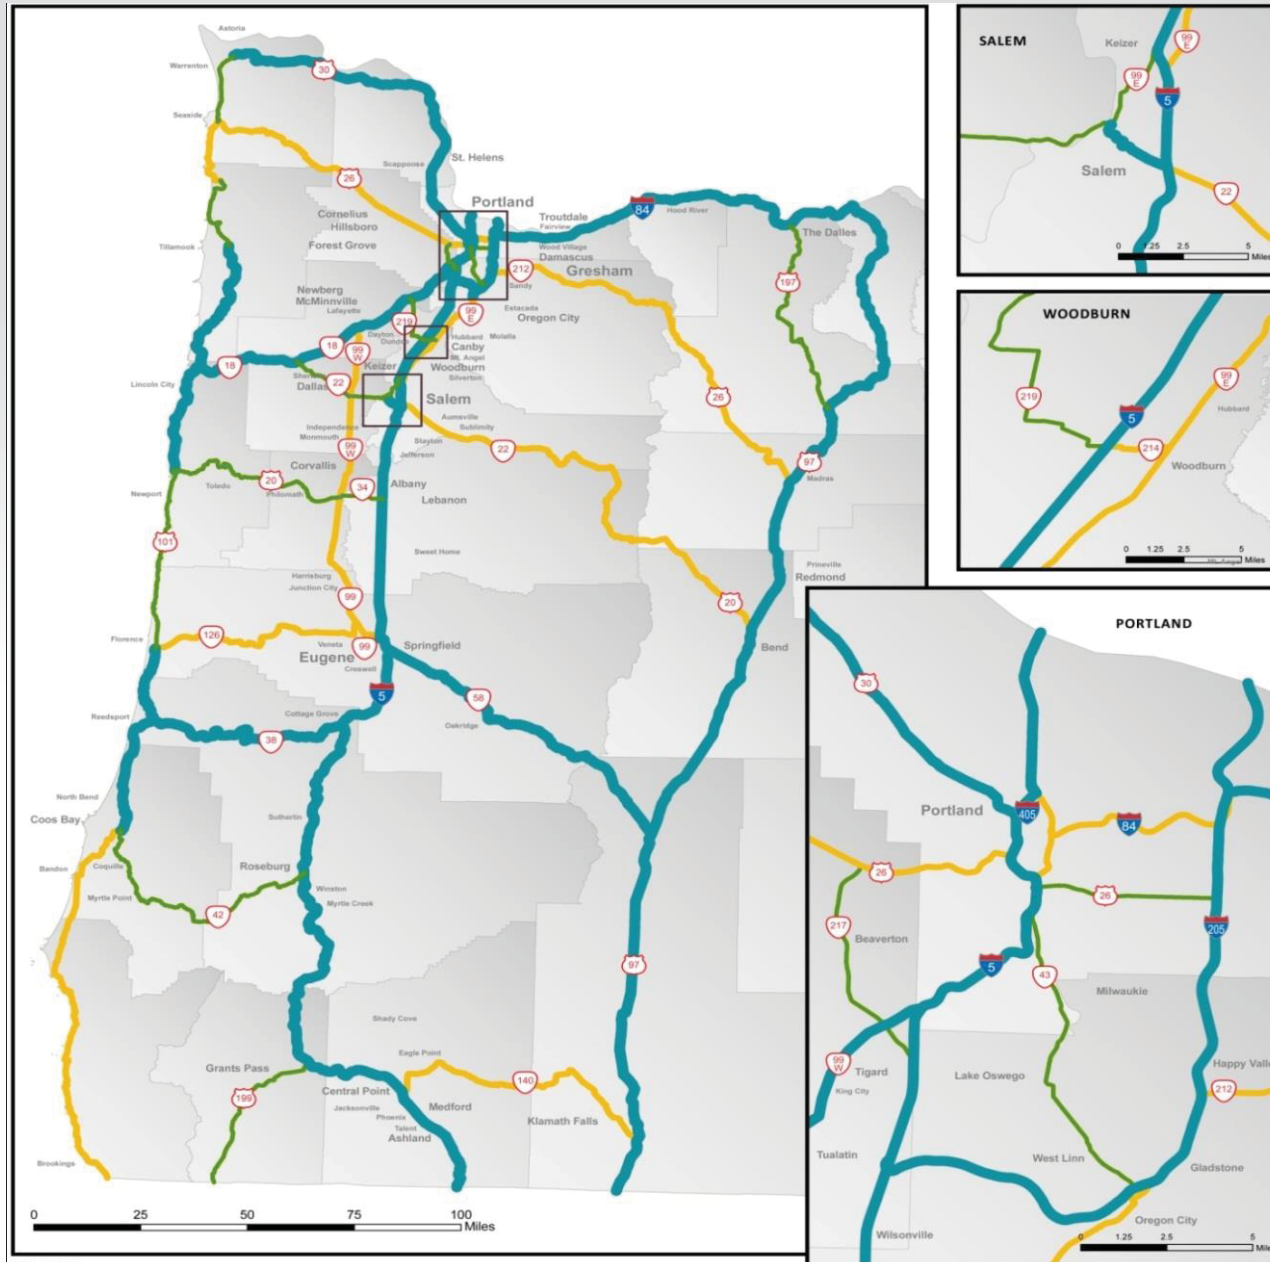 Astoria
30
Warrenton
Seaside
Scappoose
St. Helens
26
Portland
Cornelius
Hillsboro
Forest Grove
Troutdale
Fairview
84
Hood River
Tillamook
Wood Village
Damascus
The Dalles
212
Gresham
Sandy
197
Newberg
McMinnville
Lafayette
Estacada
Oregon City
99
E
219
Dayton
Dundee
Hubbard
Molalla
Canby
Mt. Angel
18
99
W
Keizer
Woodburn
Silverton
18
Lincoln City
Dallas
22
Salem
26
Aumsville
Sublimity
Independence
Monmouth
Stayton
Jefferson
99
W
22
97
Corvallis
Madras
Newport
Toledo
20
Philomath
34
Albany
Lebanon
101
Sweet Home
Prineville
Redmond
Harrisburg
Junction City
99
20
Florence
126
Veneta
99
Springfield
Eugene
Creswell
Bend
5
58
Reedsport
Cottage Grove
38
Oakridge
North Bend
Coos Bay
Sutherlin
Bandon
Coquille
Roseburg
Myrtle Point
Winston
Myrtle Creek
42
97
Shady Cove
Eagle Point
Grants Pass
199
Central Point
140
Jacksonville
Medford
Phoenix
Talent
Ashland
Klamath Falls
Brookings
0 25 50 75 100
Miles
SALEM
Keizer
99
E
99
E
5
Salem
22
0 1.25 2.5 5
Miles
WOODBURN
99
E
219
5
Hubbard
214
Woodburn
0 1.25 2.5 5
Miles
Mt. Angel
PORTLAND
30
Portland
405
84
26
26
217
Beaverton
205
5
43
Milwaukie
99
W
Tigard
King City
Lake Oswego
Happy Valle
212
Tualatin
West Linn
Gladstone
Oregon City
Wilsonville
0 1.25 2.5 5
Mile